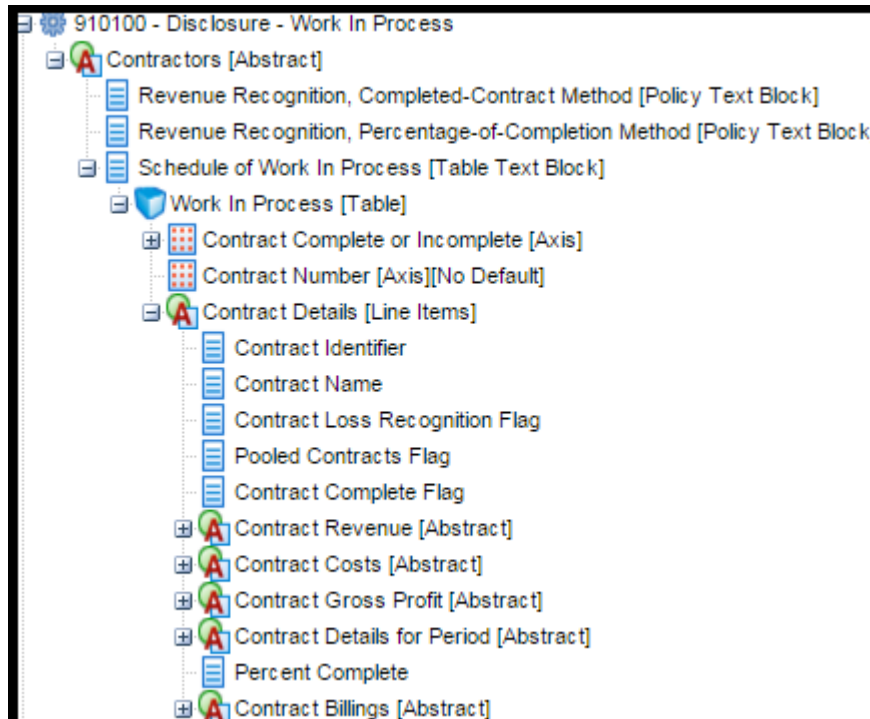 910100 - Disclosure - Work In Process
Contractors [Abstract]
Revenue Recognition, Completed-Contract Method [Policy Text Block]
Revenue Recognition, Percentage-of-Completion Method [Policy Text Block
Schedule of Work In Process [Table Text Block]
Work In Process [Table]
Contract Complete or Incomplete [Axis]
Contract Number [Axis][No Default]
Contract Details [Line Items]
Contract Identifier
Contract Name
Contract Loss Recognition Flag
Pooled Contracts Flag
Contract Complete Flag
Contract Revenue [Abstract]
Contract Costs [Abstract]
Contract Gross Profit [Abstract]
Contract Details for Period [Abstract]
Percent Complete
Contract Billings [Abstract]